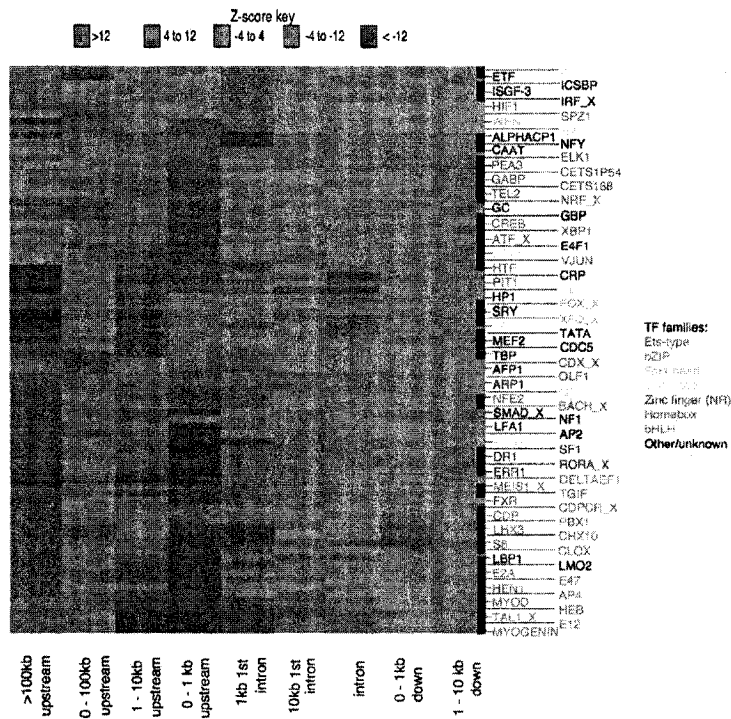 Z-score key
>12 4 to 12 -4 to 4 -4 to -12 < -12
ETF
ICSBP
ISGF-3
IRF_X
HIF1
SPZ1
ALPHACP1
NFY
CAAT
ELK1
PEA3
CETS1P54
GABP
CETS168
TEL2
NRF_X
GC
GBP
CREB
XBP1
ATF_X
E4F1
VJUN
HTF
CRP
PIT1
HP1
FOX_X
SRY
TATA
MEF2
CDC5
TBP
CDX_X
AFP1
OLF1
ARP1
NFE2
BACH_X
SMAD_X
NF1
LFA1
AP2
SF1
DR1
RORA_X
ERR1
DELTAEF1
MEIS1_X
TGIF
FXR
CDPCR_X
CDP
PBX1
LHX3
CHX10
S8
CLOX
LBP1
LMO2
E2A
E47
HEN1
AP4
MYOD
HEB
TAL1_X
E12
MYOGENIN
TF families:
Ets-type
bZIP
Zinc finger (NR)
Homebox
bHLH
Other/unknown
>100kb upstream
0 - 100kb upstream
1 - 10kb upstream
0 - 1 kb upstream
1kb 1st intron
10kb 1st intron
intron
0 - 1kb down
1 - 10 kb down